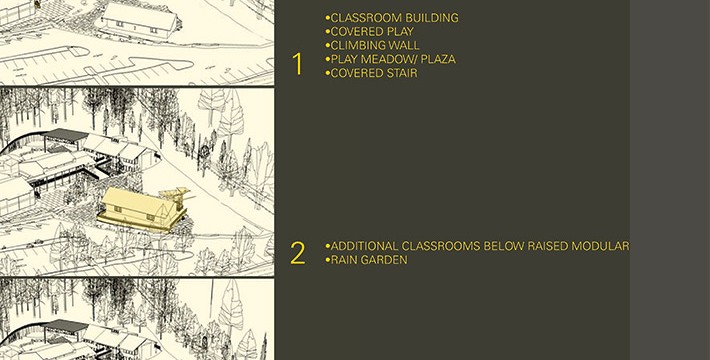 •CLASSROOM BUILDING
•COVERED PLAY
•CLIMBING WALL
1 •PLAY MEADOW/ PLAZA
•COVERED STAIR
2 •ADDITIONAL CLASSROOMS BELOW RAISED MODULAR
•RAIN GARDEN